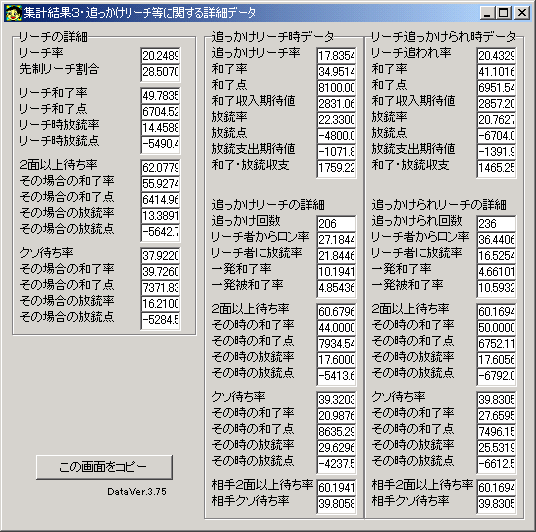 集計結果3・追っかけリーチ等に関する詳細データ
リーチの詳細
リーチ率 20.2489
先制リーチ割合 28.5070
リーチ和了率 49.7835
リーチ和了点 6704.52
リーチ時放銃率 14.4588
リーチ時放銃点 -5490.4
2面以上待ち率 62.0779
その場合の和了率 55.9274
その場合の和了点 6414.96
その場合の放銃率 13.3891
その場合の放銃点 -5642.7
クソ待ち率 37.9220
その場合の和了率 39.7260
その場合の和了点 7371.83
その場合の放銃率 16.2100
その場合の放銃点 -5284.5
この画面をコピー
DataVer.3.75
追っかけリーチ時データ
追っかけリーチ率 17.8354
和了率 34.9514
和了点 8100.00
和了収入期待値 2831.06
放銃率 22.3300
放銃点 -4800.0
放銃支出期待値 -1071.8
和了・放銃収支 1759.22
追っかけリーチの詳細
追っかけ回数 206
リーチ者からロン率 27.1844
リーチ者に放銃率 21.8446
一発和了率 10.1941
一発被和了率 4.85436
2面以上待ち率 60.6796
その時の和了率 44.0000
その時の和了点 7934.54
その時の放銃率 17.6000
その時の放銃点 -5413.6
クソ待ち率 39.3203
その時の和了率 20.9876
その時の和了点 8635.29
その時の放銃率 29.6296
その時の放銃点 -4237.5
相手2面以上待ち率 60.1941
相手クソ待ち率 39.8058
リーチ追っかけられ時データ
リーチ追われ率 20.4329
和了率 41.1016
和了点 6951.54
和了収入期待値 2857.20
放銃率 20.7627
放銃点 -6704.0
放銃支出期待値 -1391.9
和了・放銃収支 1465.25
追っかけられリーチの詳細
追っかけられ回数 236
リーチ者からロン率 36.4406
リーチ者に放銃率 16.5254
一発和了率 4.66101
一発被和了率 10.5932
2面以上待ち率 60.1694
その時の和了率 50.0000
その時の和了点 6752.11
その時の放銃率 17.6056
その時の放銃点 -6792.0
クソ待ち率 39.8305
その時の和了率 27.6595
その時の和了点 7496.15
その時の放銃率 25.5319
その時の放銃点 -6612.5
相手2面以上待ち率 60.1694
相手クソ待ち率 39.8305